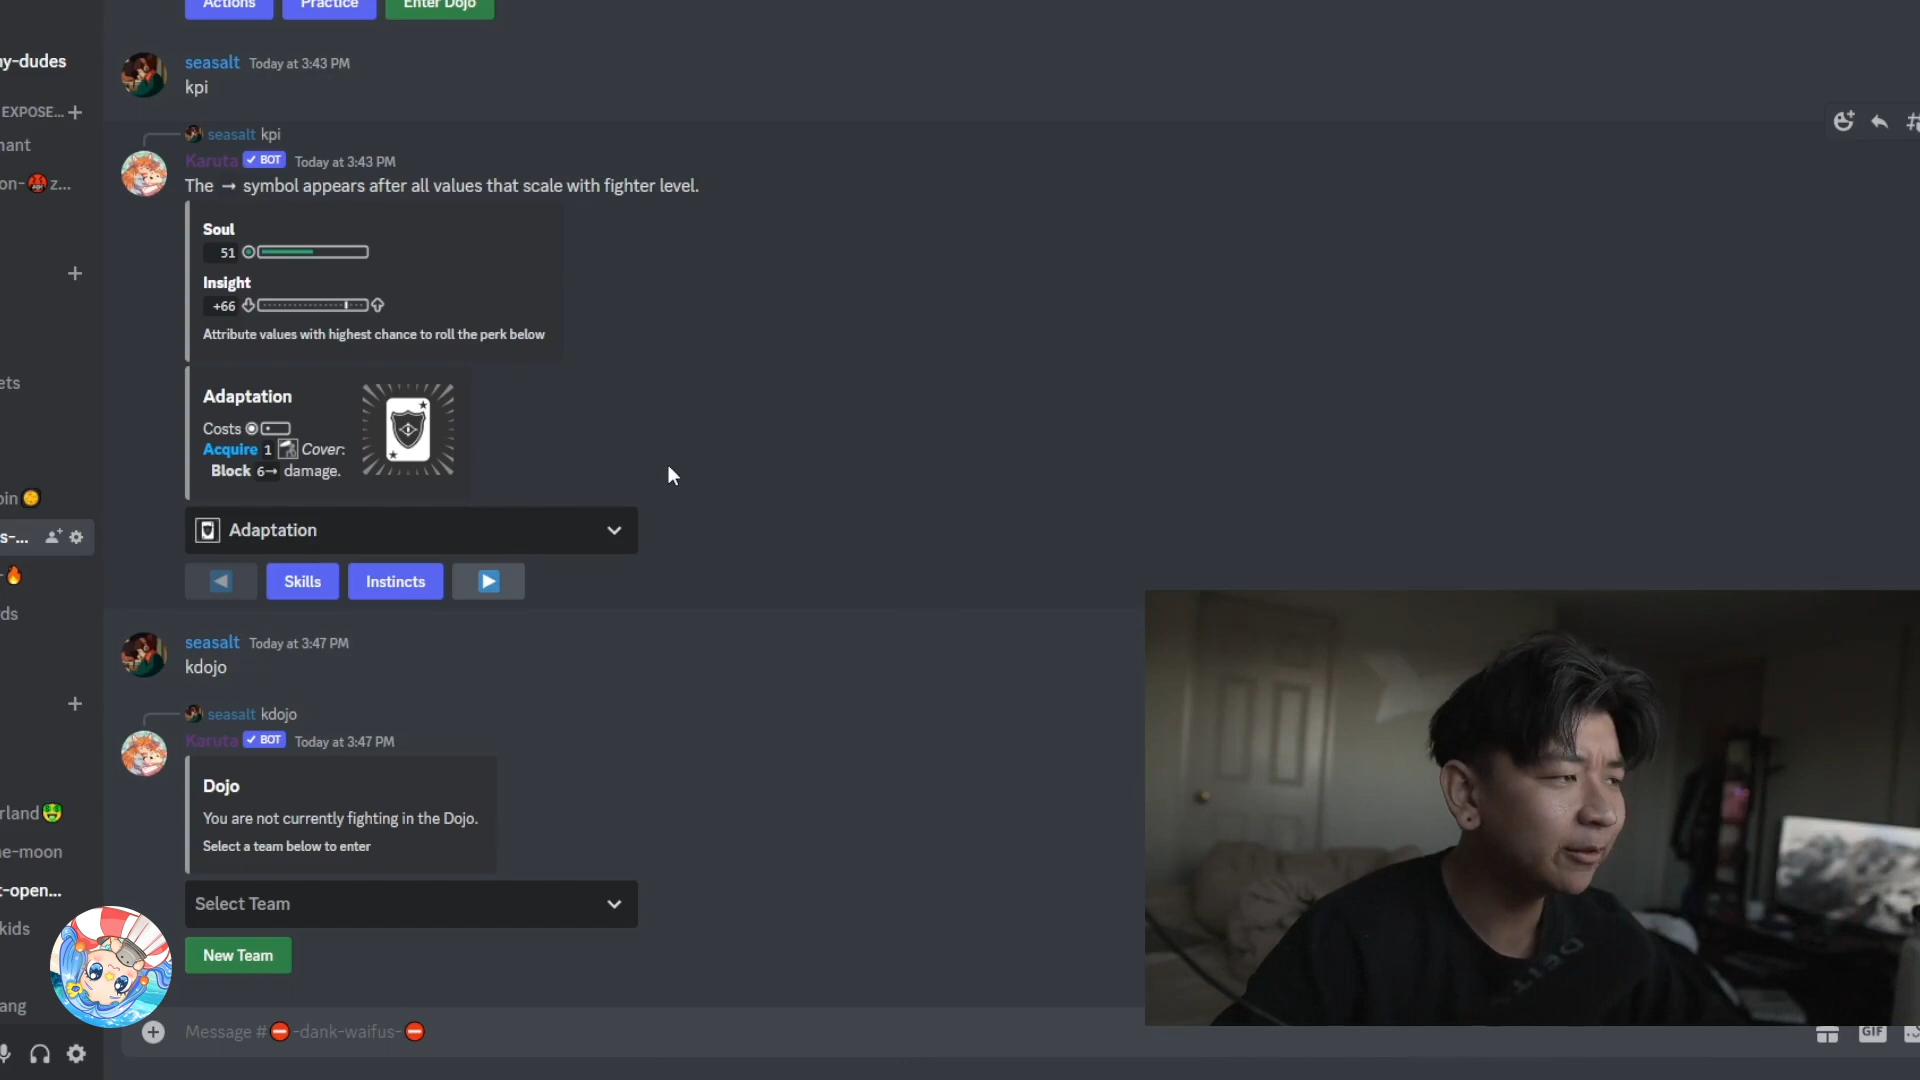 Actions Practice Enter Dojo
ny-dudes
EXPOSE...
nant
on- z...
ets
oin
s-...
ds
rland
e-moon
t-open...
kids
ang
seasalt Today at 3:43 PM
kpi
seasalt kpi
Karuta BOT Today at 3:43 PM
The → symbol appears after all values that scale with fighter level.
Soul
51
Insight
+66
Attribute values with highest chance to roll the perk below
Adaptation
Costs
Acquire 1 Cover:
Block 6→ damage.
Adaptation
Skills Instincts
seasalt Today at 3:47 PM
kdojo
seasalt kdojo
Karuta BOT Today at 3:47 PM
Dojo
You are not currently fighting in the Dojo.
Select a team below to enter
Select Team
New Team
Message #⛔-dank-waifus-⛔
GIF